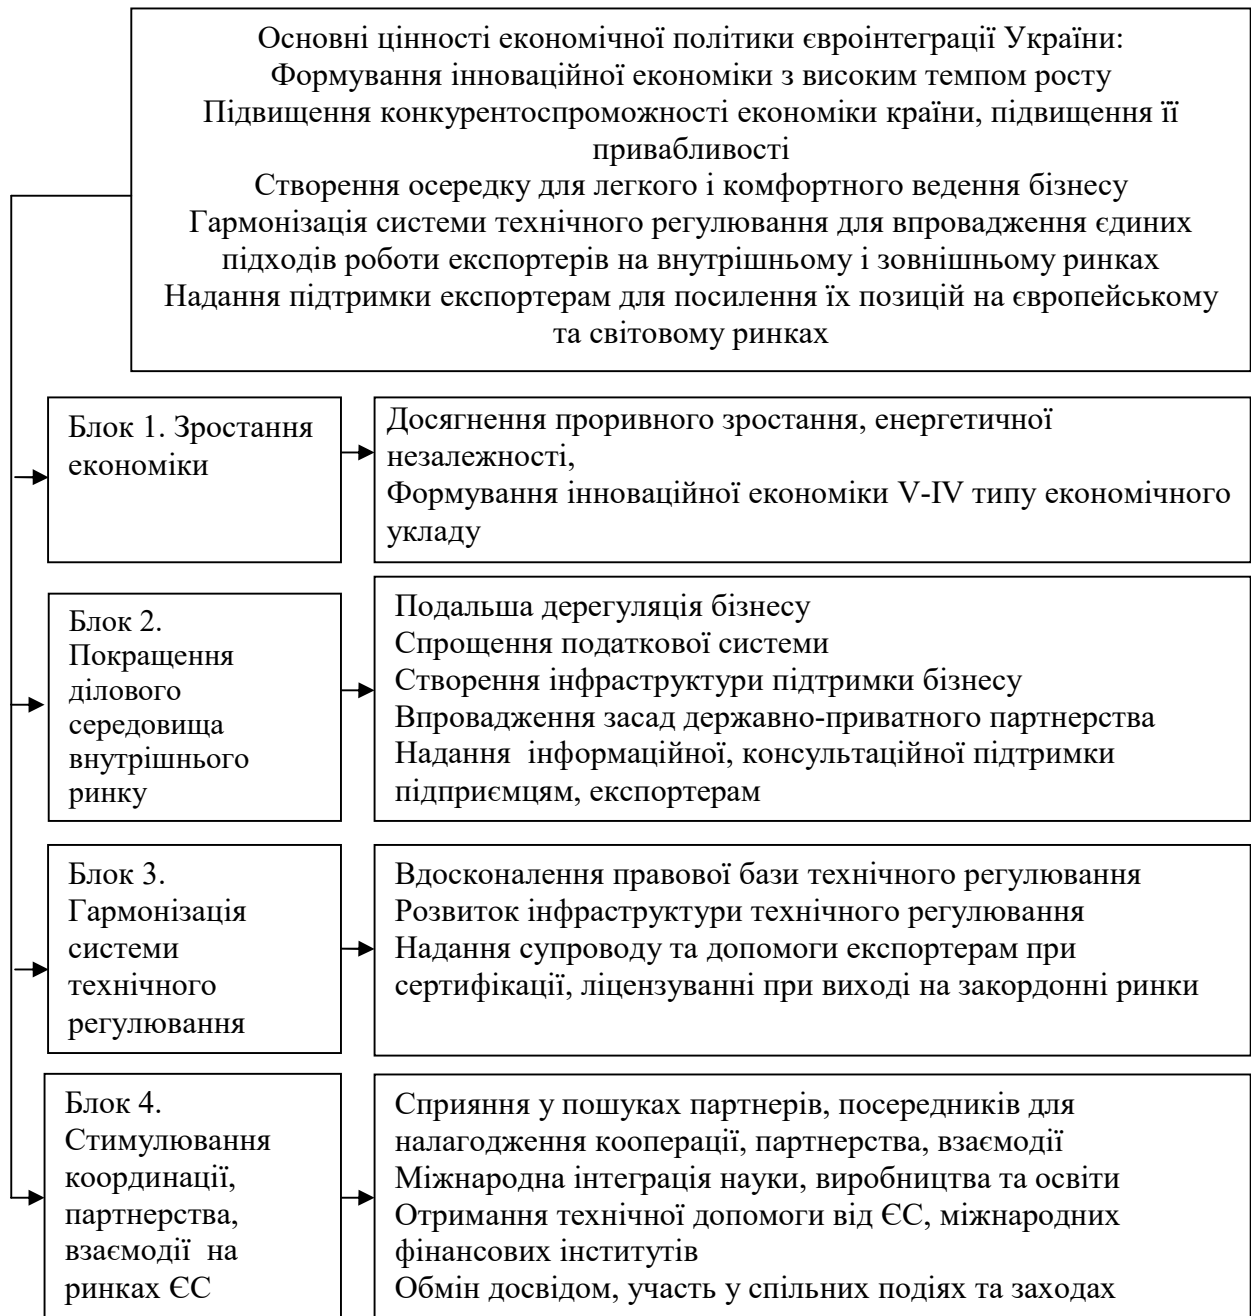 Основні цінності економічної політики євроінтеграції України:
Формування інноваційної економіки з високим темпом росту
Підвищення конкурентоспроможності економіки країни, підвищення її
привабливості
Створення осередку для легкого і комфортного ведення бізнесу
Гармонізація системи технічного регулювання для впровадження єдиних
підходів роботи експортерів на внутрішньому і зовнішньому ринках
Надання підтримки експортерам для посилення їх позицій на європейському
та світовому ринках
Блок 1. Зростання
економіки
Досягнення проривного зростання, енергетичної
незалежності,
Формування інноваційної економіки V-IV типу економічного
укладу
Блок 2.
Покращення
ділового
середовища
внутрішнього
ринку
Подальша дерегуляція бізнесу
Спрощення податкової системи
Створення інфраструктури підтримки бізнесу
Впровадження засад державно-приватного партнерства
Надання  інформаційної, консультаційної підтримки
підприємцям, експортерам
Блок 3.
Гармонізація
системи
технічного
регулювання
Вдосконалення правової бази технічного регулювання
Розвиток інфраструктури технічного регулювання
Надання супроводу та допомоги експортерам при
сертифікації, ліцензуванні при виході на закордонні ринки
Блок 4.
Стимулювання
координації,
партнерства,
взаємодії  на
ринках ЄС
Сприяння у пошуках партнерів, посередників для
налагодження кооперації, партнерства, взаємодії
Міжнародна інтеграція науки, виробництва та освіти
Отримання технічної допомоги від ЄС, міжнародних
фінансових інститутів
Обмін досвідом, участь у спільних подіях та заходах